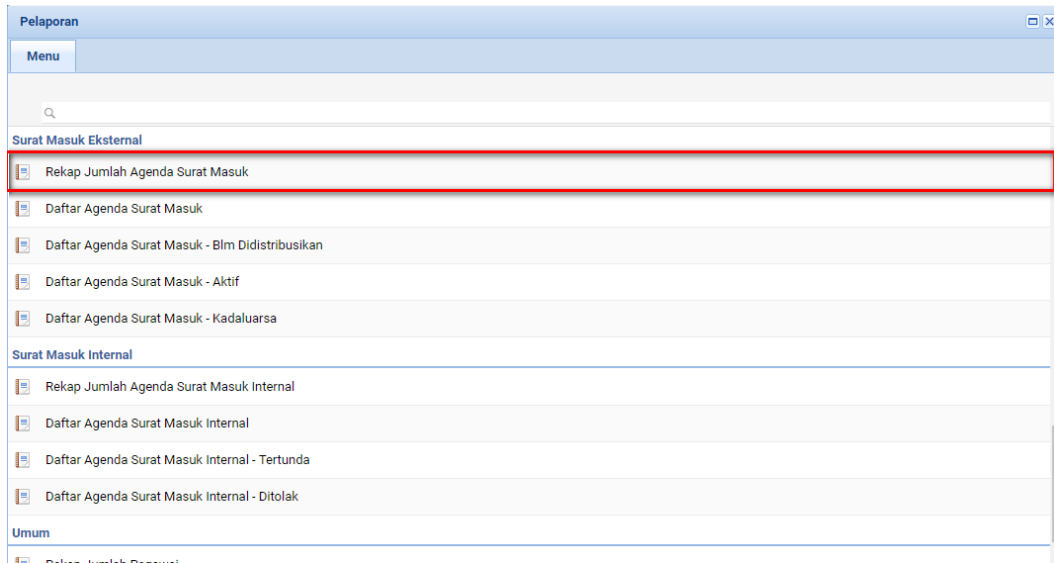 Pelaporan
Menu
Surat Masuk Eksternal
Rekap Jumlah Agenda Surat Masuk
Daftar Agenda Surat Masuk
Daftar Agenda Surat Masuk - Blm Didistribusikan
Daftar Agenda Surat Masuk - Aktif
Daftar Agenda Surat Masuk - Kadaluarsa
Surat Masuk Internal
Rekap Jumlah Agenda Surat Masuk Internal
Daftar Agenda Surat Masuk Internal
Daftar Agenda Surat Masuk Internal - Tertunda
Daftar Agenda Surat Masuk Internal - Ditolak
Umum
Rekap Jumlah Pegawai